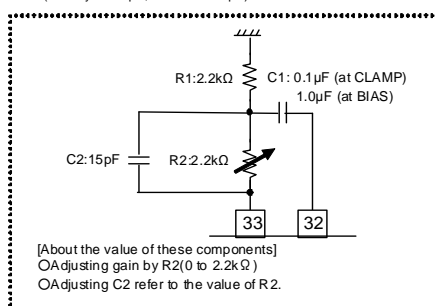 R1:2.2kΩ
C1: 0.1µF (at CLAMP)
1.0µF (at BIAS)
C2:15pF
R2:2.2kΩ
33
32
[About the value of these components]
○Adjusting gain by R2(0 to 2.2kΩ)
○Adjusting C2 refer to the value of R2.